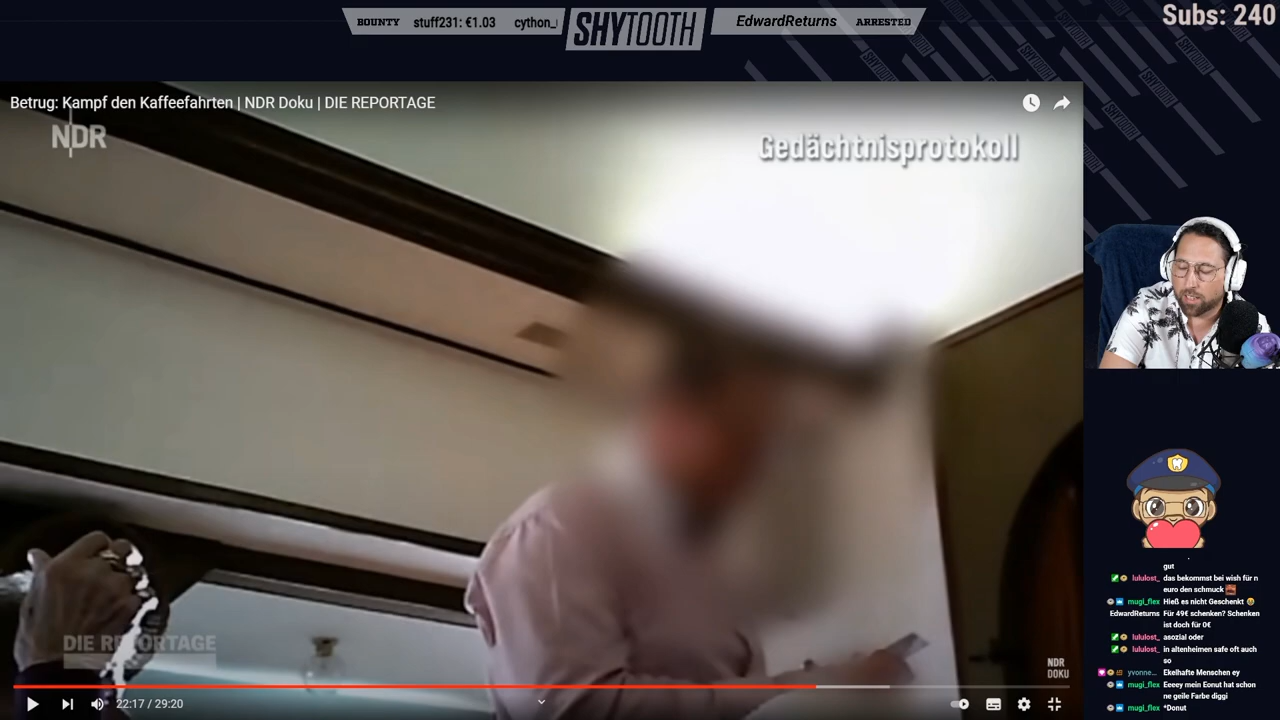 BOUNTY
stuff231: €1.03 cython_
SHYTOOTH
EdwardReturns ARRESTED
Subs: 240
Betrug: Kampf den Kaffeefahrten | NDR Doku | DIE REPORTAGE
NDR
Gedächtnisprotokoll
DIE REPORTAGE
NDR
DOKU
22:17 / 29:20
gut
lululost_ das bekommst bei wish für n
euro den schmuck
mugi_flex Hieß es nicht Geschenkt
EdwardReturns Für 49€ schenken? Schenken
ist doch für 0€
lululost_ asozial oder
lululost_ in altenheimen safe oft auch
so
yvonne... Ekelhafte Menschen ey
mugi_flex Eeeey mein Eonut hat schon
ne geile Farbe diggi
mugi_flex *Donut